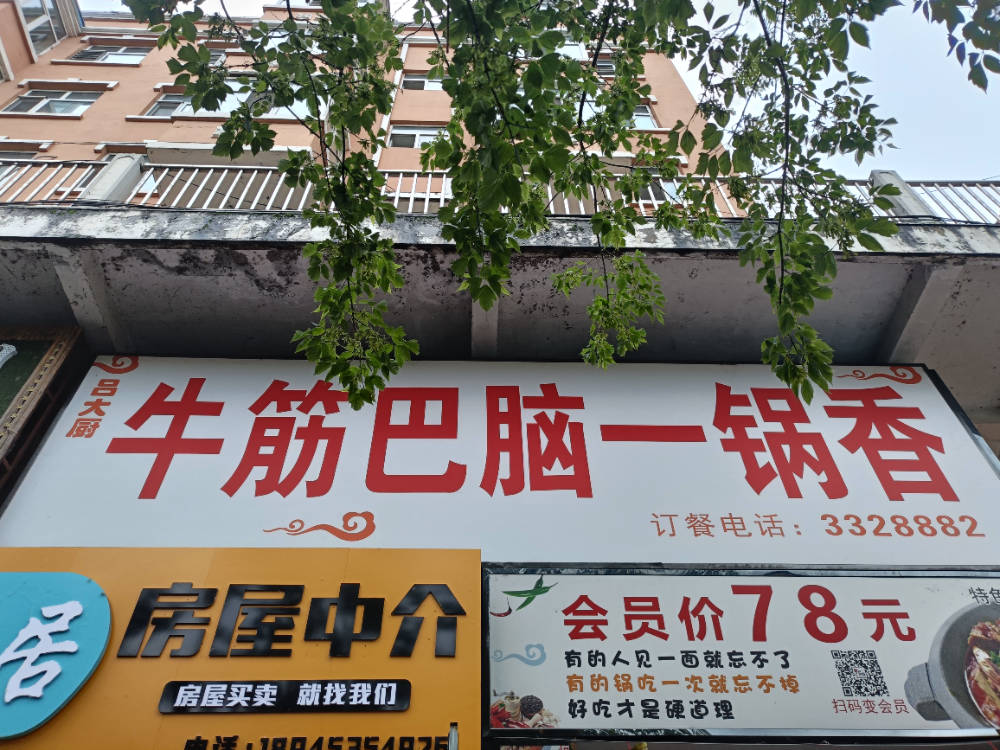 吕大厨
牛筋巴脑一锅香
订餐电话：3328882
居
房屋中介
房屋买卖 就找我们
会员价78元
特色
有的人见一面就忘不了
有的锅吃一次就忘不掉
好吃才是硬道理
扫码变会员